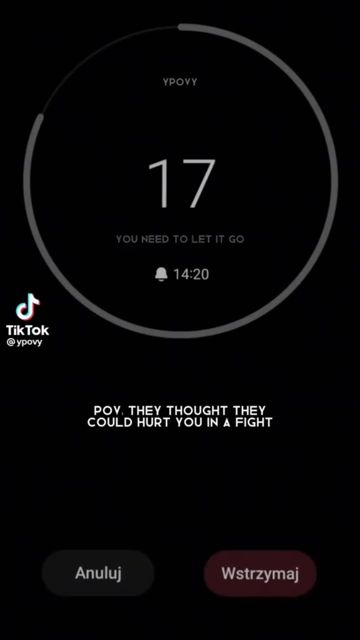 YPOVY
17
YOU NEED TO LET IT GO
14:20
TikTok
@ypovy
POV, THEY THOUGHT THEY
COULD HURT YOU IN A FIGHT
Anuluj
Wstrzymaj